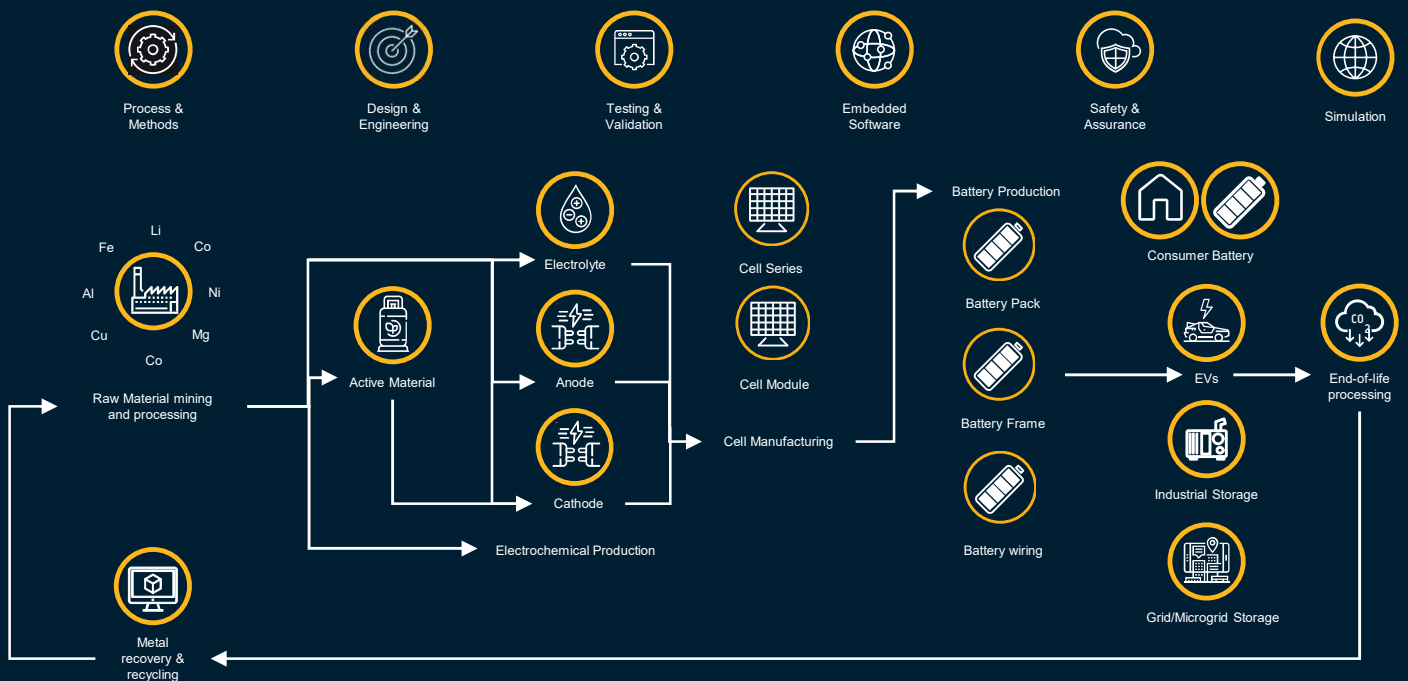 Process &
Methods
Design &
Engineering
Testing &
Validation
Embedded
Software
Safety &
Assurance
Simulation
Li
Fe
Co
Al
Ni
Cu
Mg
Co
Raw Material mining
and processing
Active Material
Electrolyte
Anode
Cathode
Electrochemical Production
Cell Series
Cell Module
Cell Manufacturing
Battery Production
Battery Pack
Battery Frame
Battery wiring
Consumer Battery
EVs
Industrial Storage
Grid/Microgrid Storage
CO
2
End-of-life
processing
Metal
recovery &
recycling